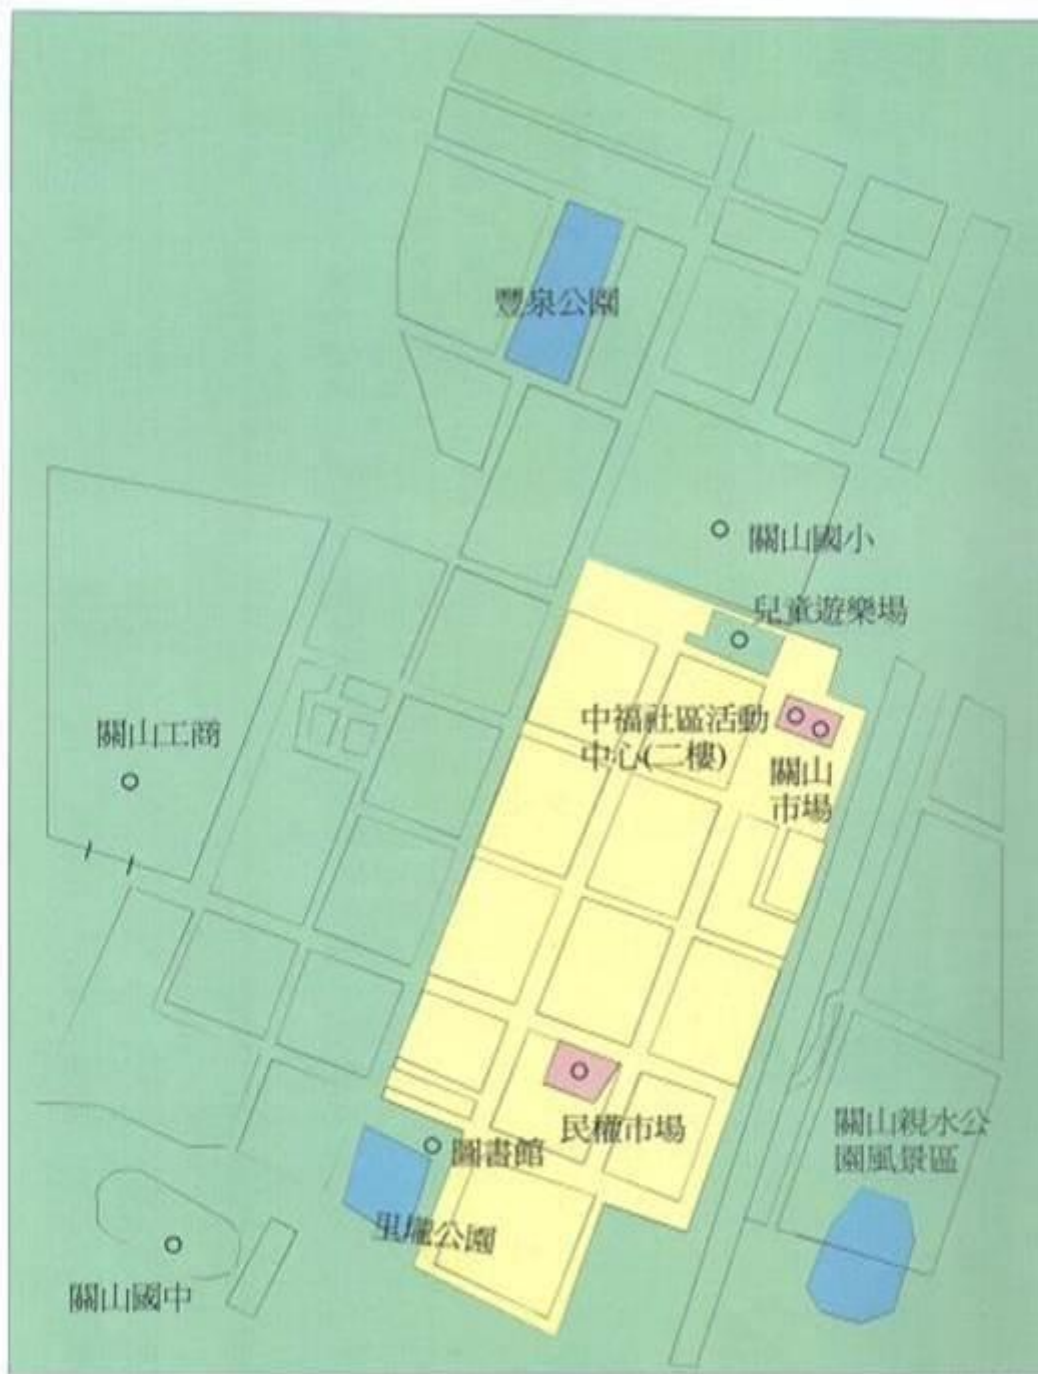 豐泉公園
關山國小
兒童遊樂場
中福社區活動
中心(二樓)
關山
市場
關山工商
民權市場
關山親水公
園風景區
圖書館
里壠公園
關山國中